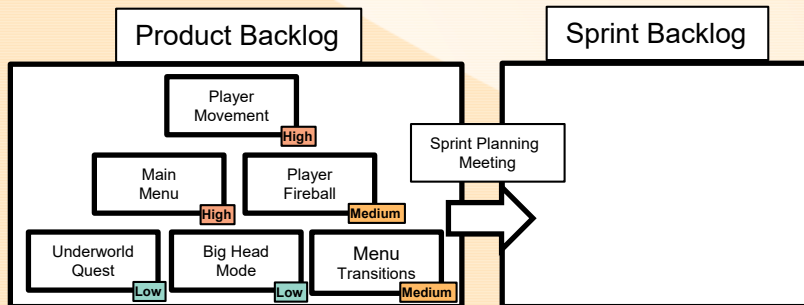 Product Backlog
Sprint Backlog
Player
Movement
High
Sprint Planning
Meeting
Main
Menu
High
Player
Fireball
Medium
Underworld
Quest
Low
Big Head
Mode
Low
Menu
Transitions
Medium